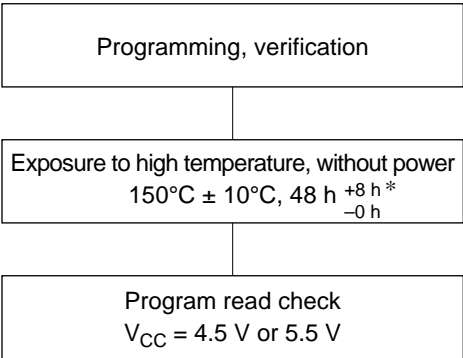 Programming, verification
Exposure to high temperature, without power
150°C ± 10°C, 48 h +8 h*
–0 h
Program read check
VCC = 4.5 V or 5.5 V